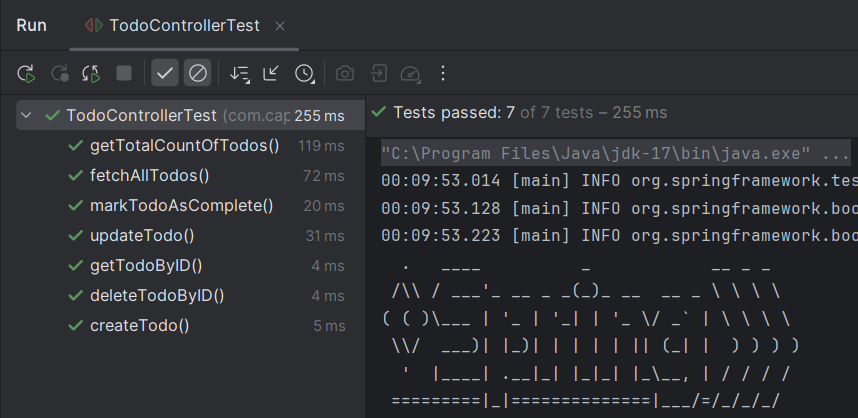 Run TodoControllerTest
TodoControllerTest (com.cap 255 ms
getTotalCountOfTodos() 119 ms
fetchAllTodos() 72 ms
markTodoAsComplete() 20 ms
updateTodo() 31 ms
getTodoByID() 4 ms
deleteTodoByID() 4 ms
createTodo() 5 ms
Tests passed: 7 of 7 tests – 255 ms
"C:\Program Files\Java\jdk-17\bin\java.exe" ...
00:09:53.014 [main] INFO org.springframework.tes
00:09:53.128 [main] INFO org.springframework.boo
00:09:53.223 [main] INFO org.springframework.boo
  .   ____          _            __ _ _
 /\\ / ___'_ __ _ _(_)_ __  __ _ \ \ \ \
( ( )\___ | '_ | '_| | '_ \/ _` | \ \ \ \
 \\/  ___)| |_)| | | | | || (_| |  ) ) ) )
  '  |____| .__|_| |_|_| |_\__, | / / / /
 =========|_|==============|___/=/_/_/_/